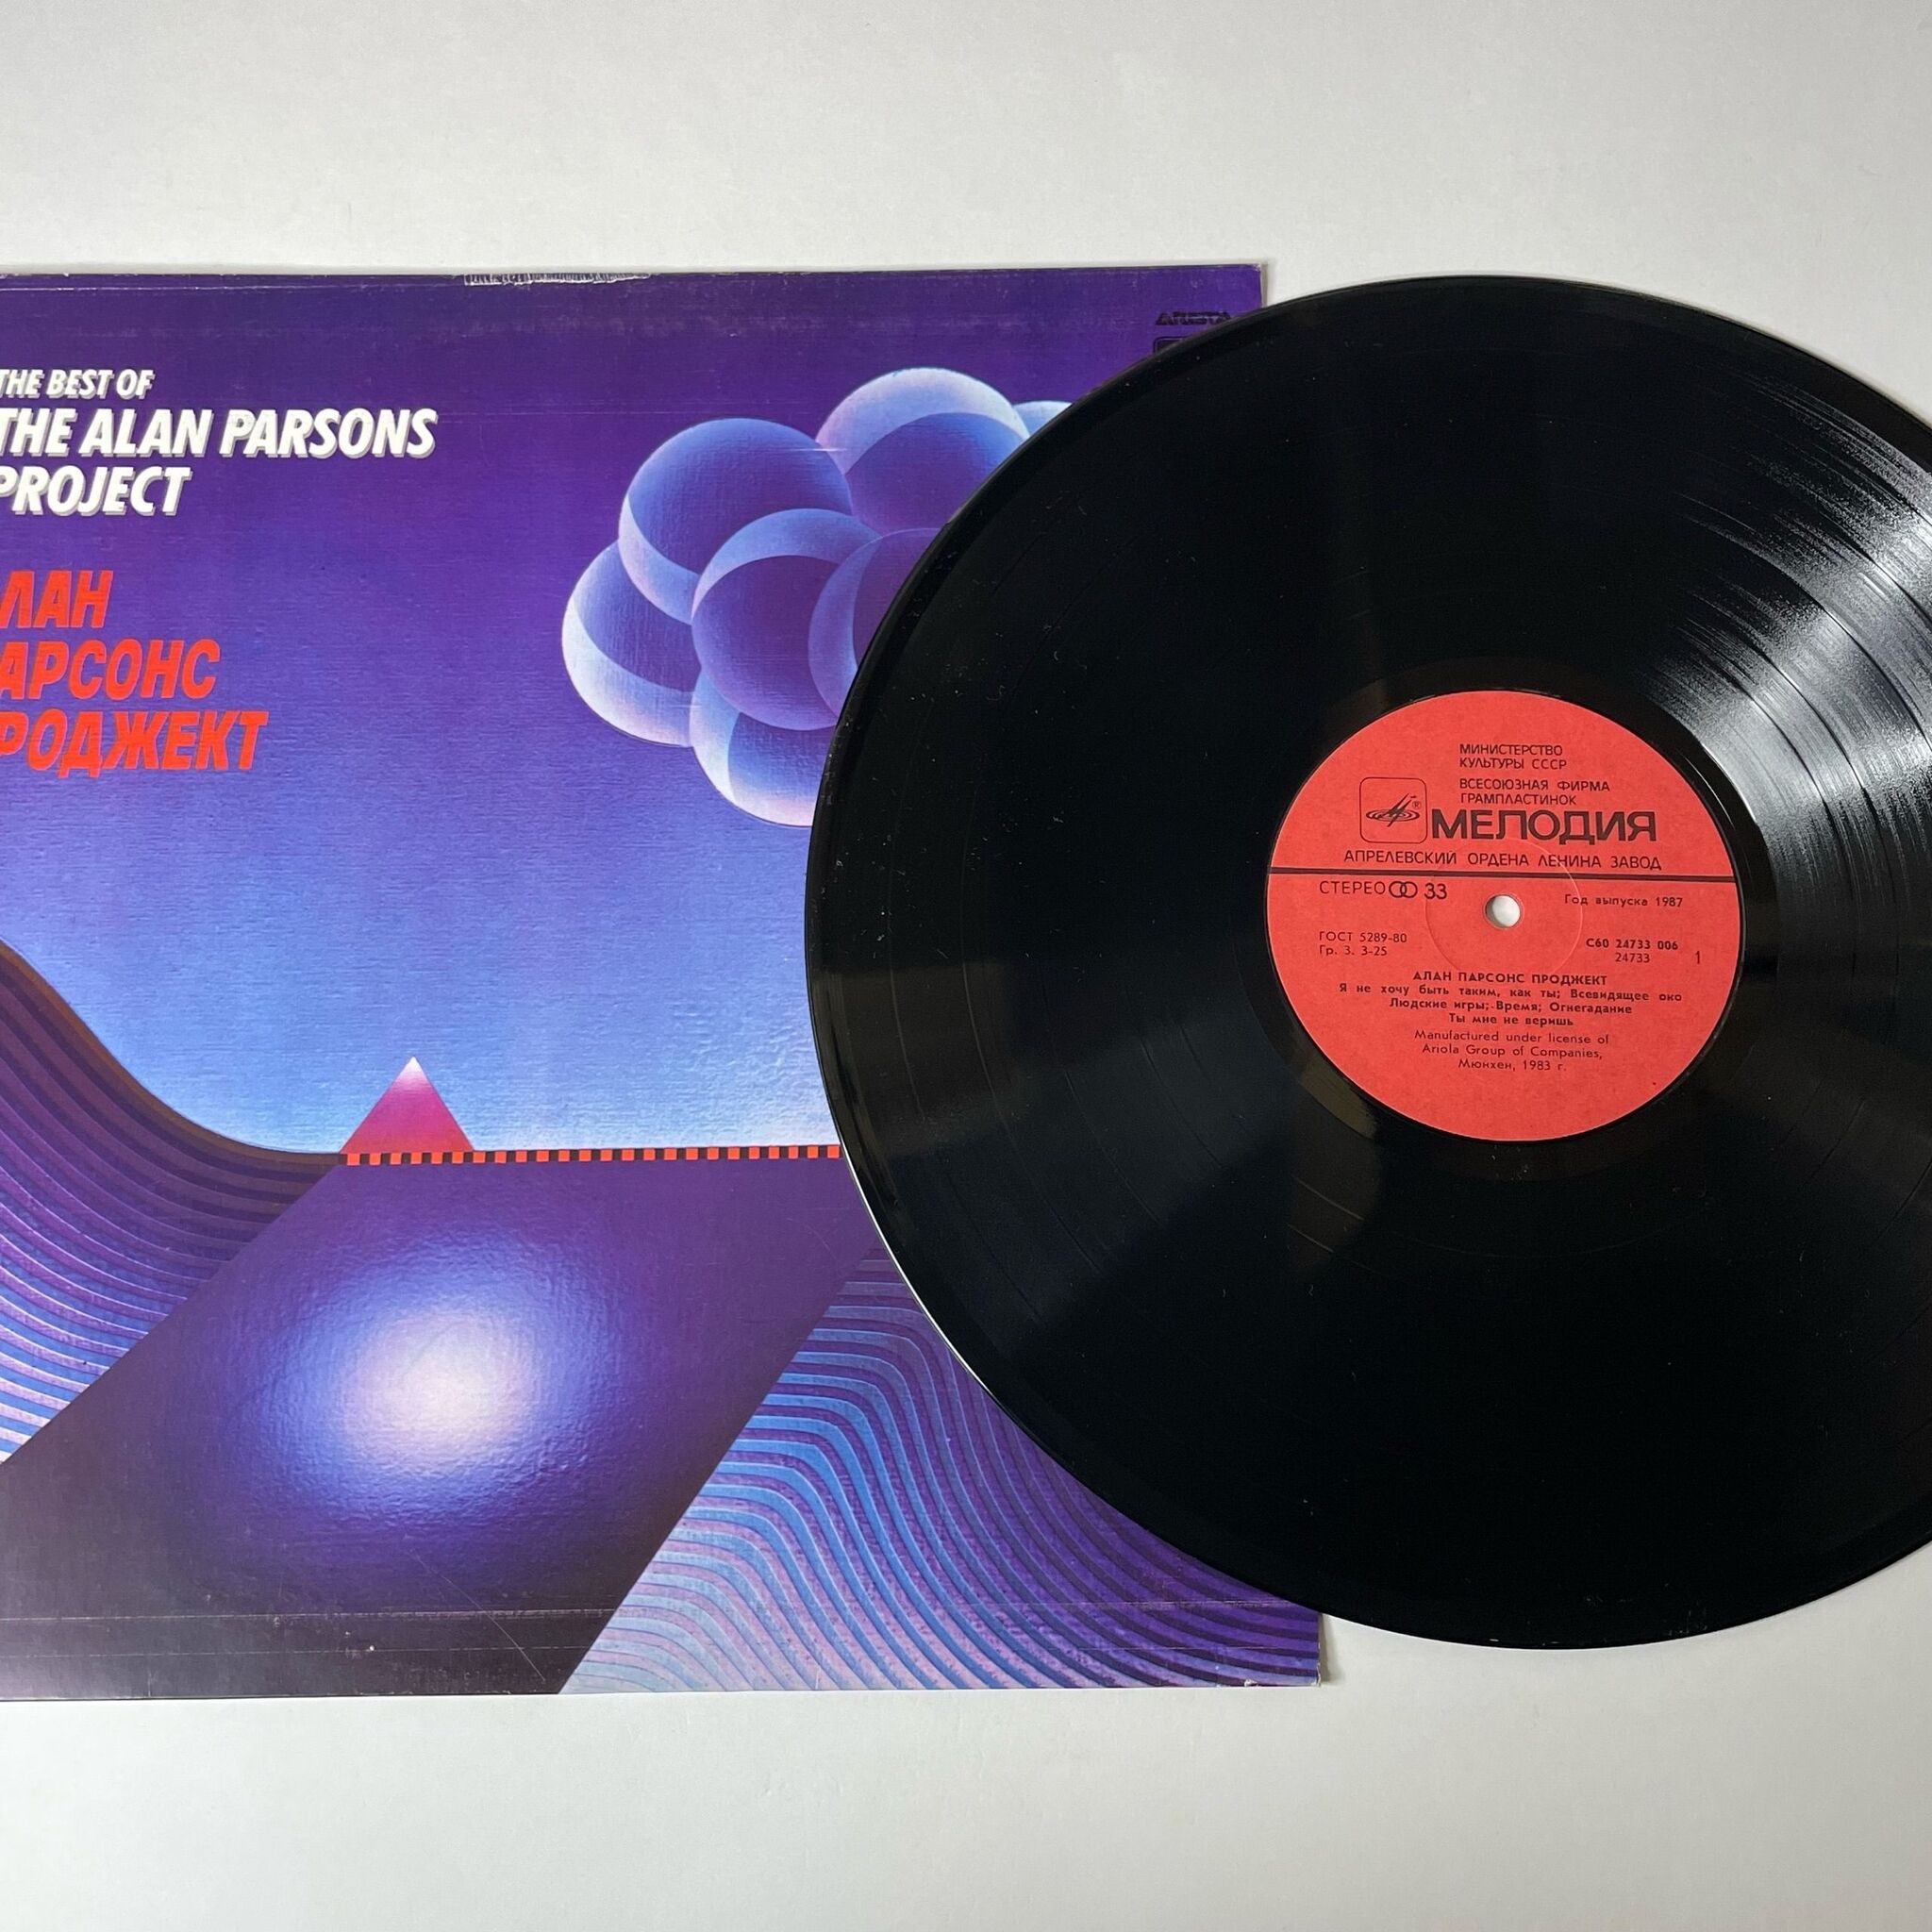 THE BEST OF
THE ALAN PARSONS
PROJECT
ЛАН
АРСОНС
РОДЖЕКТ
ARISTA
МИНИСТЕРСТВО
КУЛЬТУРЫ СССР
ВСЕСОЮЗНАЯ ФИРМА
ГРАМПЛАСТИНОК
® МЕЛОДИЯ
АПРЕЛЕВСКИЙ ОРДЕНА ЛЕНИНА ЗАВОД
СТЕРЕО 33
Год выпуска 1987
ГОСТ 5289-80
Гр. 3. 3-25
С60 24733 006
24733
1
АЛАН ПАРСОНС ПРОДЖЕКТ
Я не хочу быть таким, как ты; Всевидящее око
Людские игры; Время; Огнегадание
Ты мне не веришь
Manufactured under license of
Ariola Group of Companies,
Мюнхен, 1983 г.